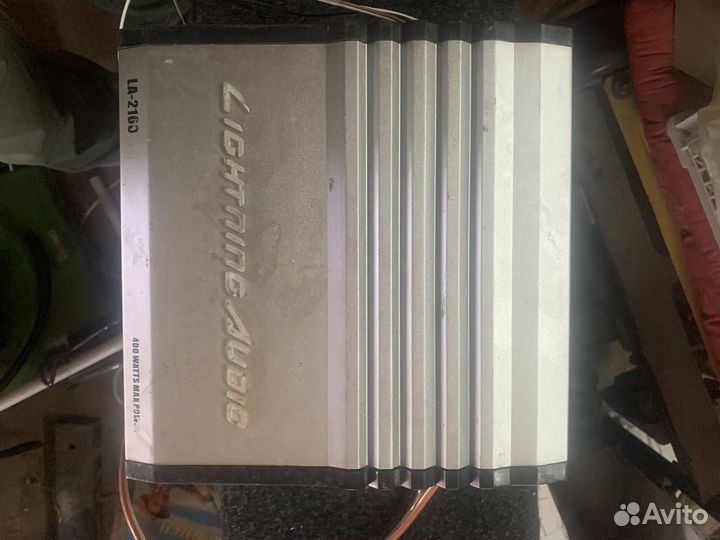 LA-2160
LIGHTNING AUDIO
400 WATTS MAX POWER
Avito